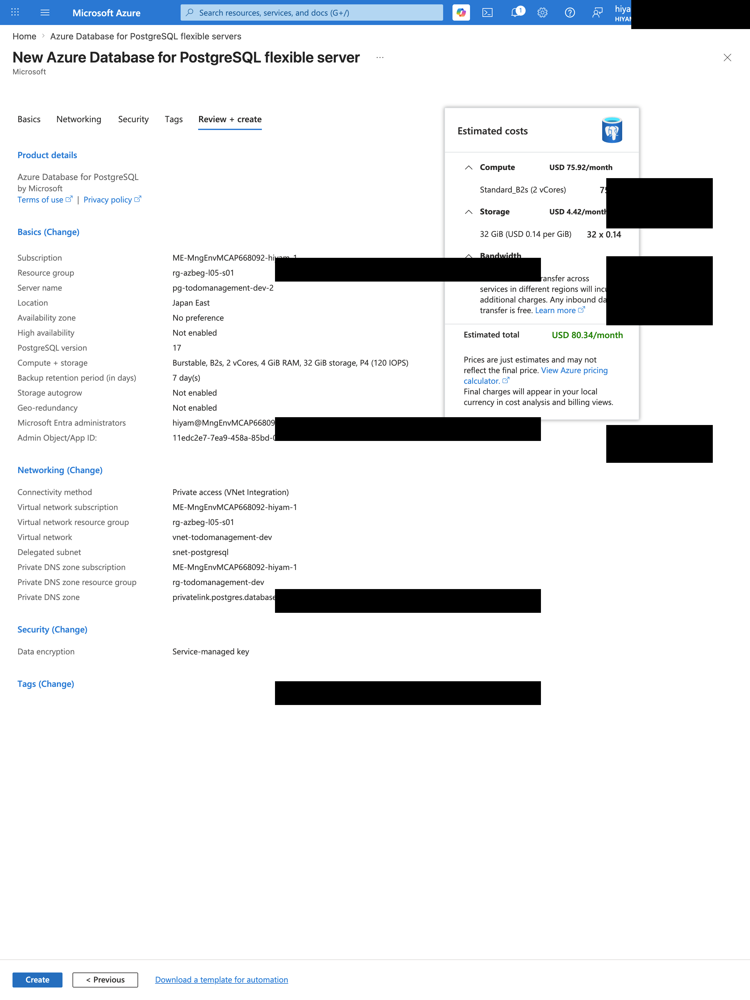 Microsoft Azure
Search resources, services, and docs (G+/)
1
Home > Azure Database for PostgreSQL flexible servers
New Azure Database for PostgreSQL flexible server ...
Microsoft
Basics Networking Security Tags Review + create
Product details
Azure Database for PostgreSQL
by Microsoft
Terms of use | Privacy policy
Basics (Change)
Subscription ME-MngEnvMCAP668092-hiyam-1
Resource group rg-azbeg-l05-s01
Server name pg-todomanagement-dev-2
Location Japan East
Availability zone No preference
High availability Not enabled
PostgreSQL version 17
Compute + storage Burstable, B2s, 2 vCores, 4 GiB RAM, 32 GiB storage, P4 (120 IOPS)
Backup retention period (in days) 7 day(s)
Storage autogrow Not enabled
Geo-redundancy Not enabled
Microsoft Entra administrators hiyam@MngEnvMCAP66809
Admin Object/App ID: 11edc2e7-7ea9-458a-85bd-
Networking (Change)
Connectivity method Private access (VNet Integration)
Virtual network subscription ME-MngEnvMCAP668092-hiyam-1
Virtual network resource group rg-azbeg-l05-s01
Virtual network vnet-todomanagement-dev
Delegated subnet snet-postgresql
Private DNS zone subscription ME-MngEnvMCAP668092-hiyam-1
Private DNS zone resource group rg-todomanagement-dev
Private DNS zone privatelink.postgres.database
Security (Change)
Data encryption Service-managed key
Tags (Change)
Estimated costs
Compute USD 75.92/month
Standard_B2s (2 vCores)
Storage USD 4.42/month
32 GiB (USD 0.14 per GiB) 32 x 0.14
Bandwidth
ransfer across
services in different regions will
additional charges. Any inbound
transfer is free. Learn more
Estimated total USD 80.34/month
Prices are just estimates and may not
reflect the final price. View Azure pricing
calculator.
Final charges will appear in your local
currency in cost analysis and billing views.
Create < Previous Download a template for automation